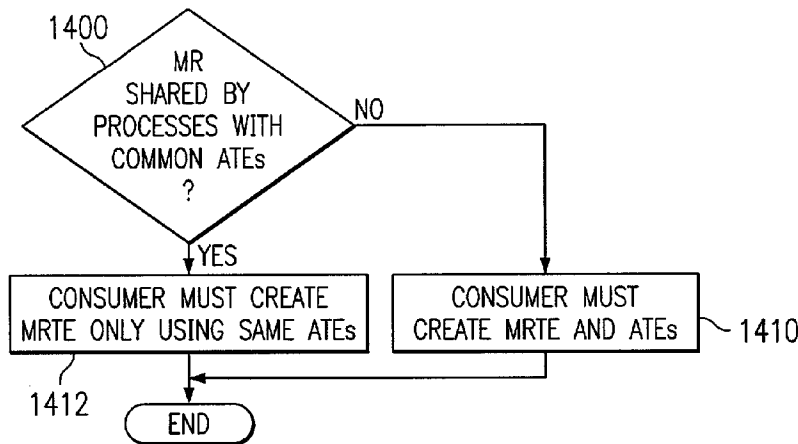 1400
MR
SHARED BY
PROCESSES WITH
COMMON ATEs
?
NO
YES
CONSUMER MUST CREATE
MRTE ONLY USING SAME ATEs
CONSUMER MUST
CREATE MRTE AND ATEs
1410
1412
END